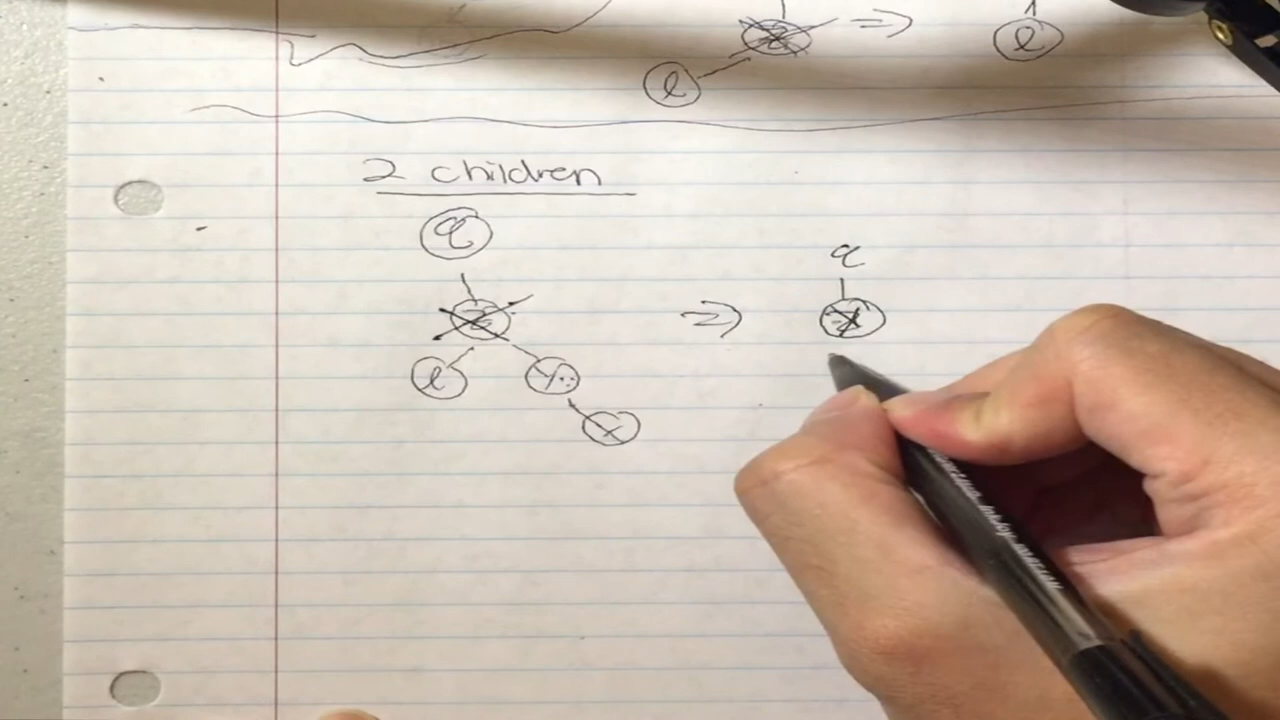 z ⇒ l
l
2 children
q q
z ⇒
l y
x